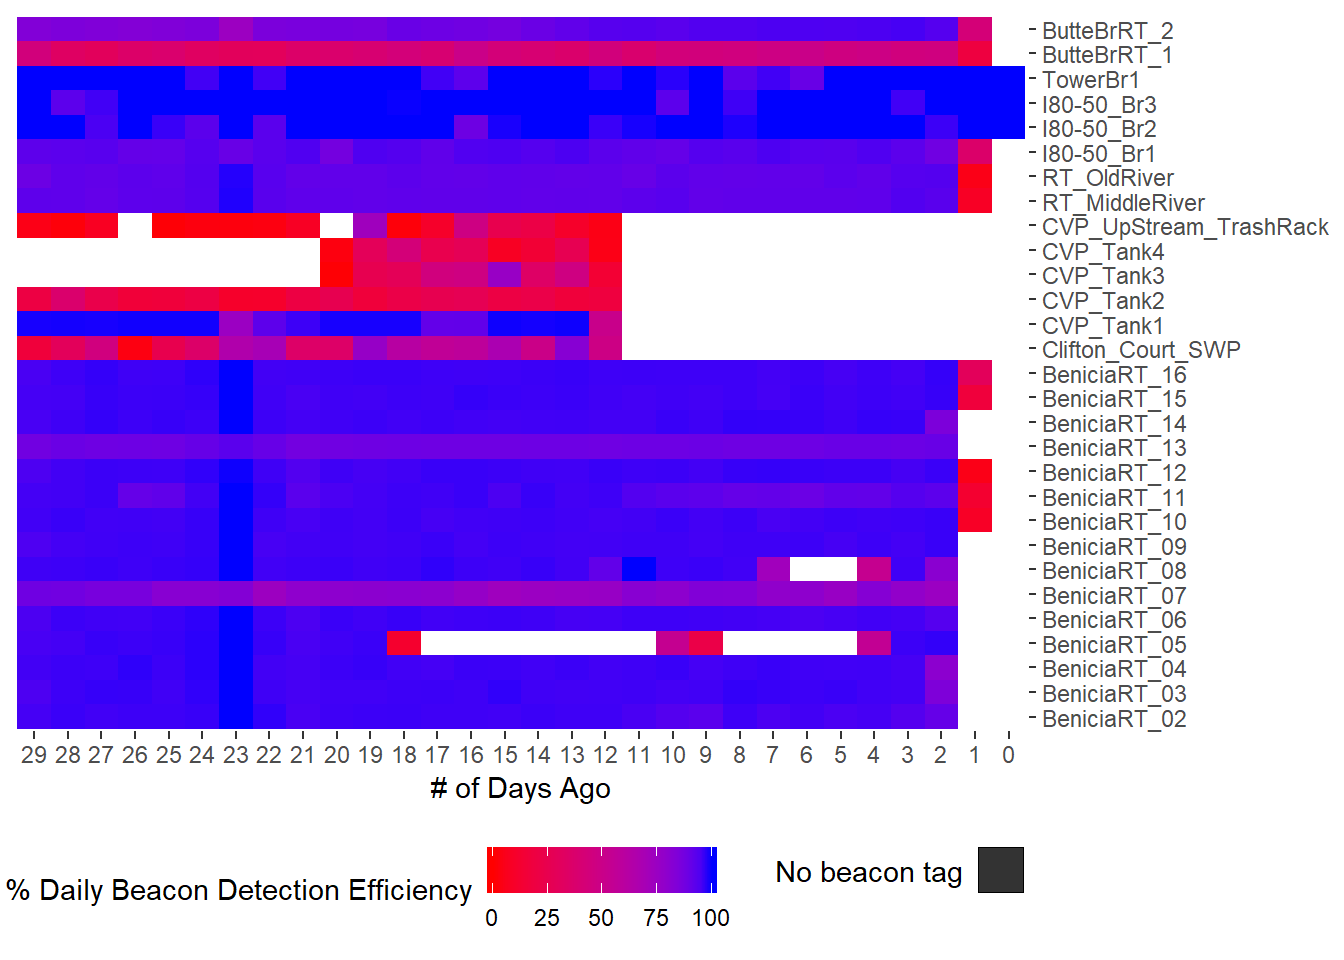 ButteBrRT_2
ButteBrRT_1
TowerBr1
I80-50_Br3
I80-50_Br2
I80-50_Br1
RT_OldRiver
RT_MiddleRiver
CVP_UpStream_TrashRack
CVP_Tank4
CVP_Tank3
CVP_Tank2
CVP_Tank1
Clifton_Court_SWP
BeniciaRT_16
BeniciaRT_15
BeniciaRT_14
BeniciaRT_13
BeniciaRT_12
BeniciaRT_11
BeniciaRT_10
BeniciaRT_09
BeniciaRT_08
BeniciaRT_07
BeniciaRT_06
BeniciaRT_05
BeniciaRT_04
BeniciaRT_03
BeniciaRT_02
29 28 27 26 25 24 23 22 21 20 19 18 17 16 15 14 13 12 11 10 9 8 7 6 5 4 3 2 1 0
# of Days Ago
% Daily Beacon Detection Efficiency
0 25 50 75 100
No beacon tag